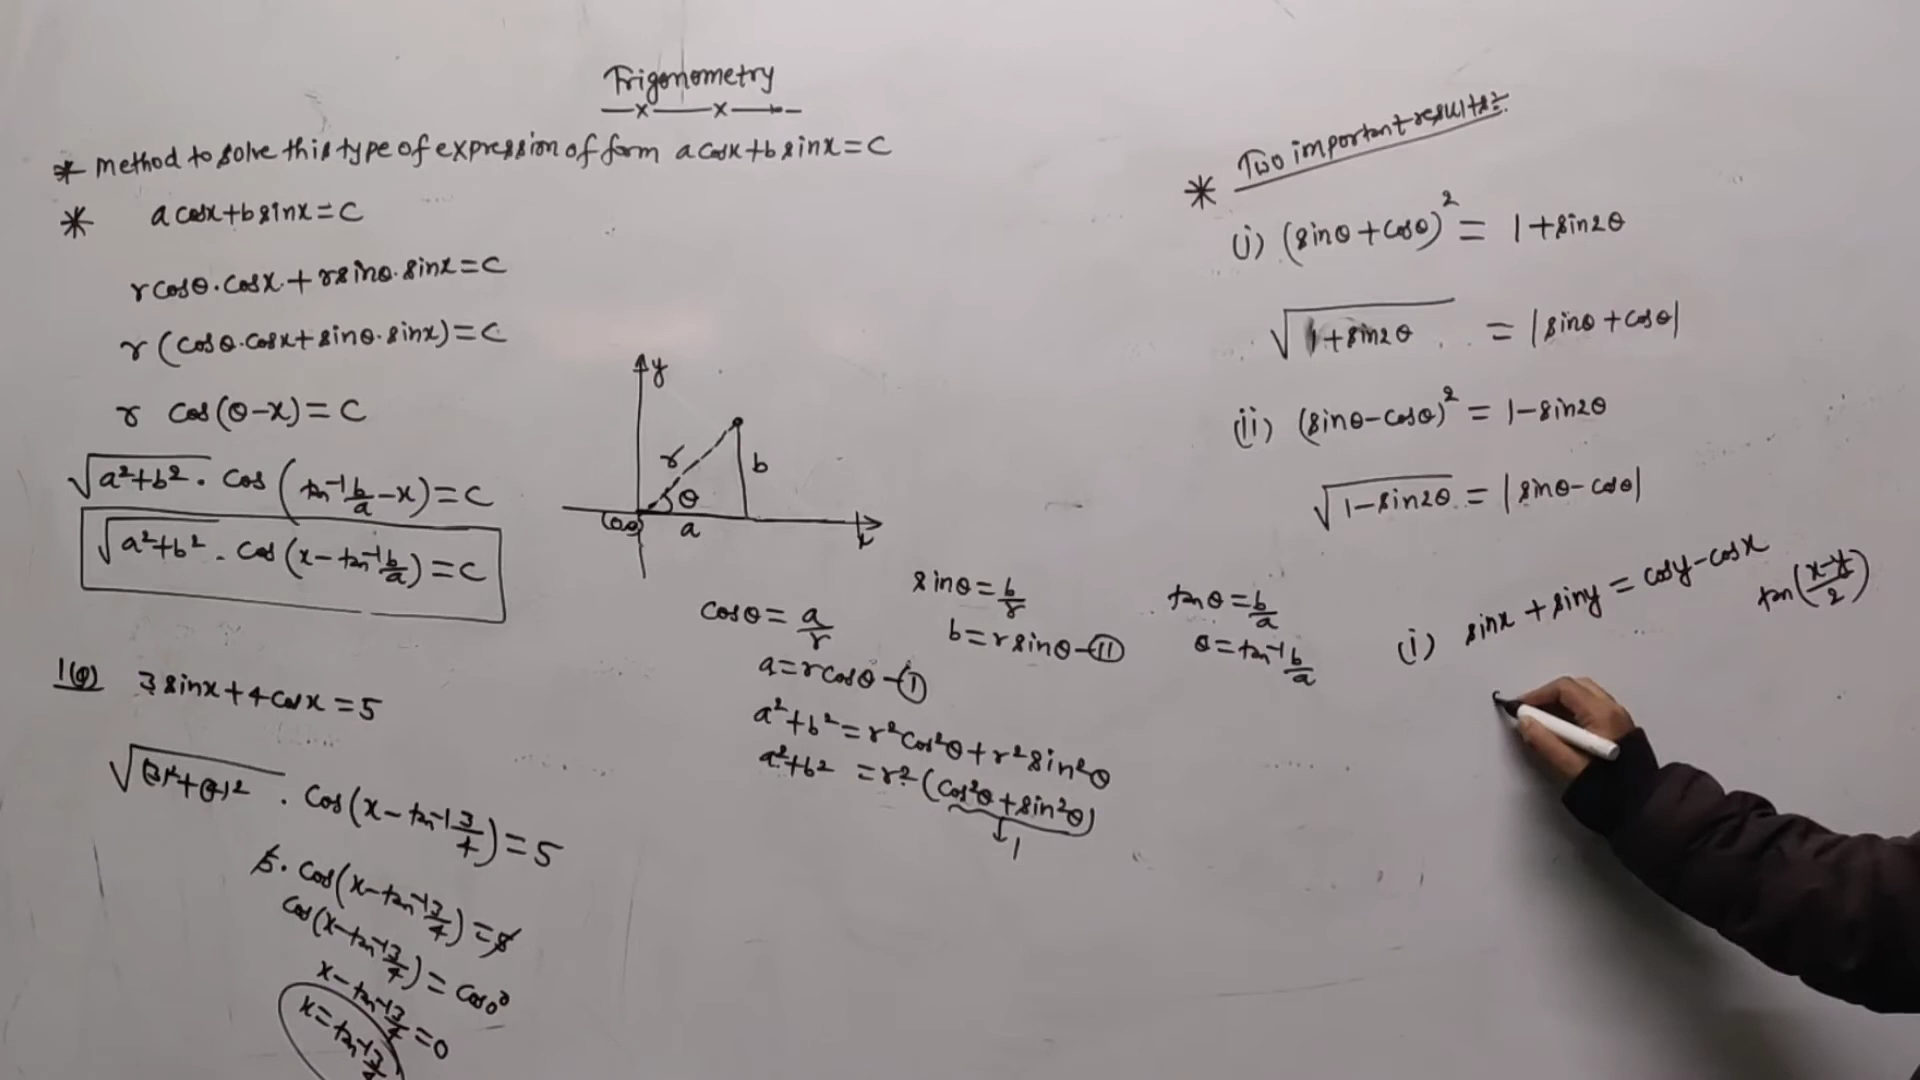 Trigonometry
* Method to solve this type of expression of form a cosx + b sinx = C
* a cosx + b sinx = C
r cosθ . cosx + r sinθ . sinx = C
r (cosθ . cosx + sinθ . sinx) = C
r cos(θ - x) = C
√(a² + b²) . cos(tan⁻¹ b/a - x) = C
√(a² + b²) . cos(x - tan⁻¹ b/a) = C
1(Q) 3 sinx + 4 cosx = 5
√((3)² + (4)²) . cos(x - tan⁻¹ 3/4) = 5
5 . cos(x - tan⁻¹ 3/4) = 5
cos(x - tan⁻¹ 3/4) = cos0°
x - tan⁻¹ 3/4 = 0
x = tan⁻¹ 3/4
y
r
b
θ
(0,0)
a
x
cosθ = a/r
a = r cosθ - (I)
sinθ = b/r
b = r sinθ - (II)
tanθ = b/a
θ = tan⁻¹ b/a
a² + b² = r² cos²θ + r² sin²θ
a² + b² = r² (cos²θ + sin²θ)
1
* Two important results:
(i) (sinθ + cosθ)² = 1 + sin2θ
√(1 + sin2θ) = |sinθ + cosθ|
(ii) (sinθ - cosθ)² = 1 - sin2θ
√(1 - sin2θ) = |sinθ - cosθ|
(i) sinx + siny = cosy - cosx
tan((x-y)/2)